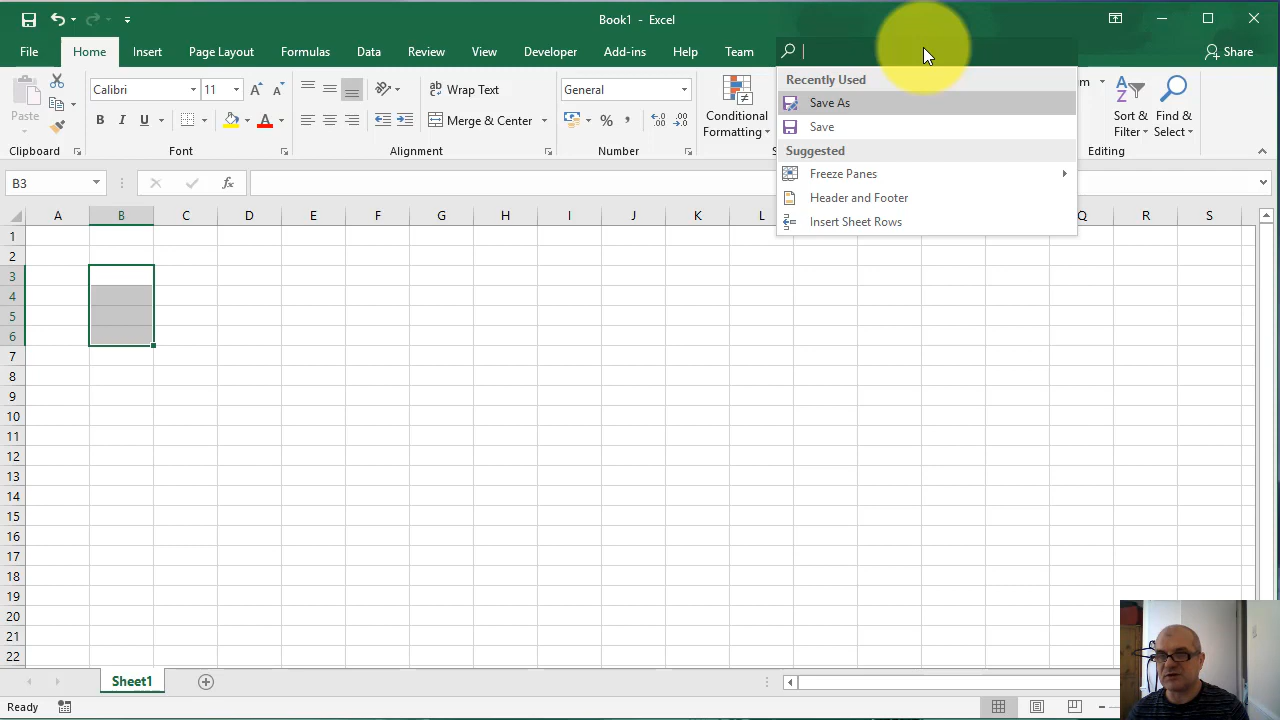 Book1 - Excel
File Home Insert Page Layout Formulas Data Review View Developer Add-ins Help Team Share
Recently Used
Save As
Save
Suggested
Freeze Panes
Header and Footer
Insert Sheet Rows
Paste
Calibri 11
B I U
Wrap Text
Merge & Center
General
% 
Conditional
Formatting
Sort &
Filter
Find &
Select
Clipboard Font Alignment Number Editing
B3 fx
A B C D E F G H I J K L Q R S
1
2
3
4
5
6
7
8
9
10
11
12
13
14
15
16
17
18
19
20
21
22
Sheet1
Ready